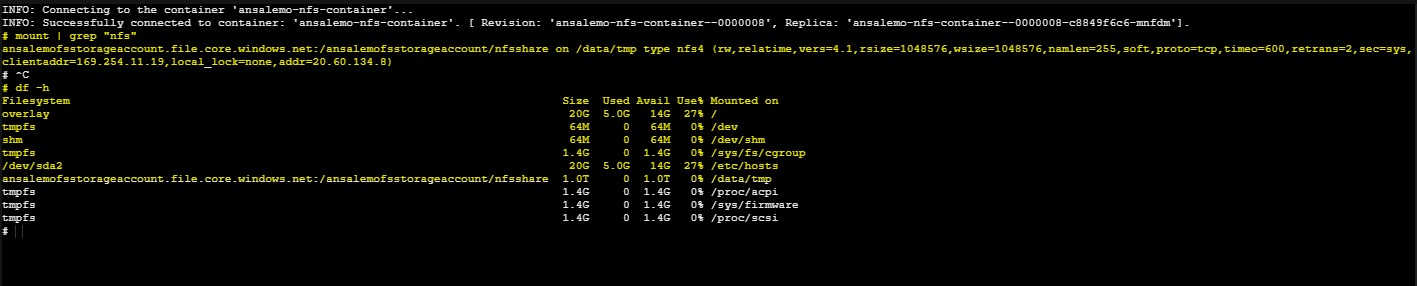 INFO: Connecting to the container 'ansalemo-nfs-container'...
INFO: Successfully connected to container: 'ansalemo-nfs-container'. [ Revision: 'ansalemo-nfs-container--0000008', Replica: 'ansalemo-nfs-container--0000008-c8849f6c6-mnfdm'].
# mount | grep "nfs"
ansalemofsstorageaccount.file.core.windows.net:/ansalemofsstorageaccount/nfsshare on /data/tmp type nfs4 (rw,relatime,vers=4.1,rsize=1048576,wsize=1048576,namlen=255,soft,proto=tcp,timeo=600,retrans=2,sec=sys,
clientaddr=169.254.11.19,local_lock=none,addr=20.60.134.8)
# ^C
# df -h
Filesystem Size Used Avail Use% Mounted on
overlay 20G 5.0G 14G 27% /
tmpfs 64M 0 64M 0% /dev
shm 64M 0 64M 0% /dev/shm
tmpfs 1.4G 0 1.4G 0% /sys/fs/cgroup
/dev/sda2 20G 5.0G 14G 27% /etc/hosts
ansalemofsstorageaccount.file.core.windows.net:/ansalemofsstorageaccount/nfsshare 1.0T 0 1.0T 0% /data/tmp
tmpfs 1.4G 0 1.4G 0% /proc/acpi
tmpfs 1.4G 0 1.4G 0% /sys/firmware
tmpfs 1.4G 0 1.4G 0% /proc/scsi
#